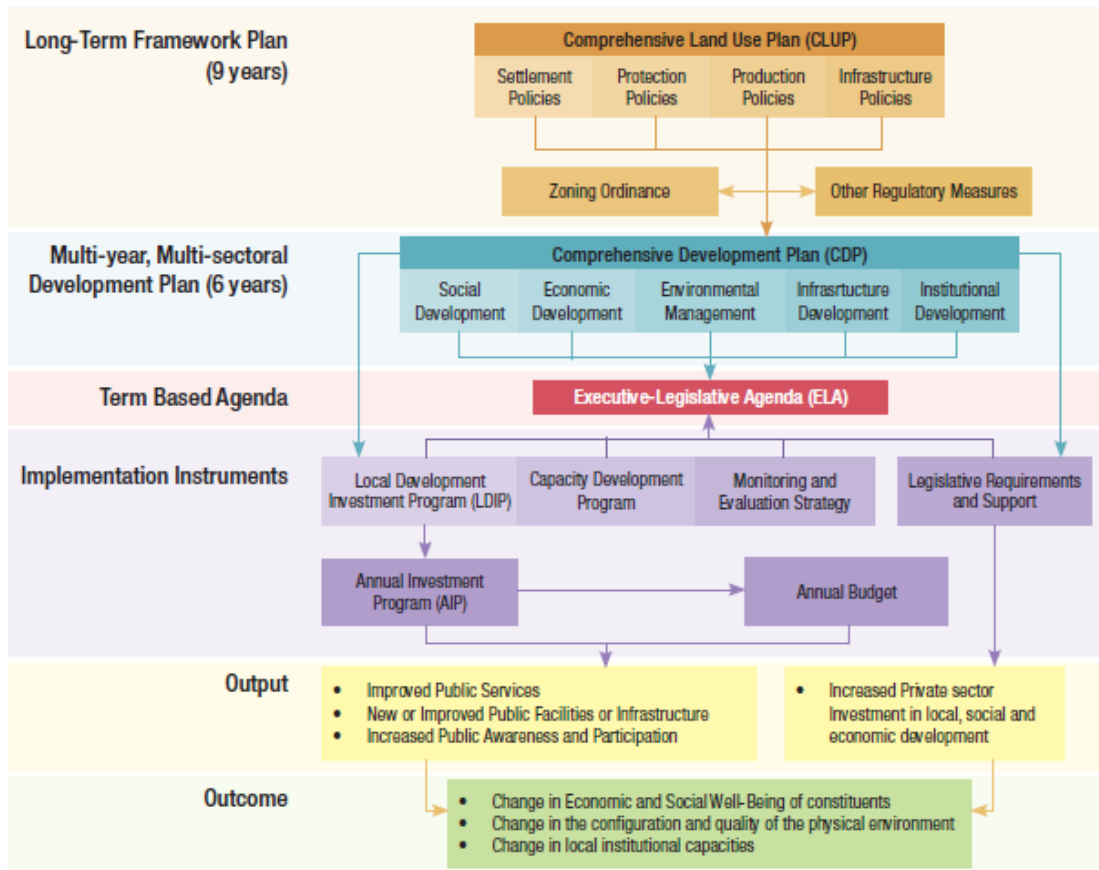 Long-Term Framework Plan
(9 years)
Comprehensive Land Use Plan (CLUP)
Settlement
Policies
Protection
Policies
Production
Policies
Infrastructure
Policies
Zoning Ordinance
Other Regulatory Measures
Multi-year, Multi-sectoral
Development Plan (6 years)
Comprehensive Development Plan (CDP)
Social
Development
Economic
Development
Environmental
Management
Infrasrtucture
Development
Institutional
Development
Term Based Agenda
Executive-Legislative Agenda (ELA)
Implementation Instruments
Local Development
Investment Program (LDIP)
Capacity Development
Program
Monitoring and
Evaluation Strategy
Legislative Requirements
and Support
Annual Investment
Program (AIP)
Annual Budget
Output
• Improved Public Services
• New or Improved Public Facilities or Infrastructure
• Increased Public Awareness and Participation
• Increased Private sector
Investment in local, social and
economic development
Outcome
• Change in Economic and Social Well-Being of constituents
• Change in the configuration and quality of the physical environment
• Change in local institutional capacities